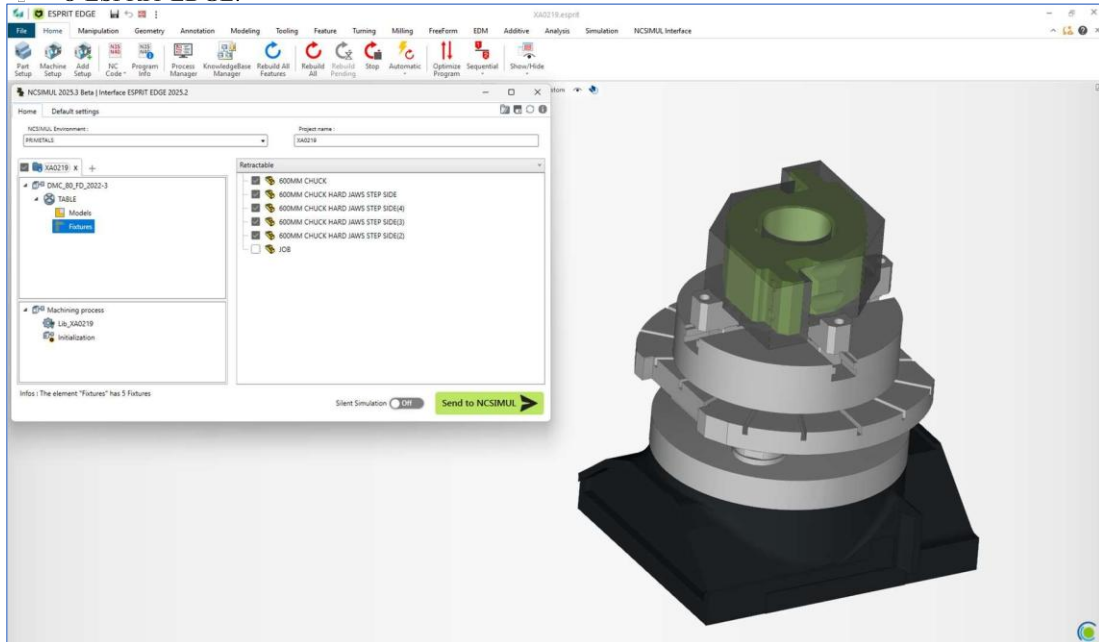 ESPRIT EDGE
XA0219.esprit
File Home Manipulation Geometry Annotation Modeling Tooling Feature Turning Milling FreeForm EDM Additive Analysis Simulation NCSIMUL Interface
Part Setup Machine Setup Add Setup NC Code Program Info Process Manager KnowledgeBase Manager Rebuild All Features Rebuild All Rebuild Pending Stop Automatic Optimize Program Sequential Show/Hide
NCSIMUL 2025.3 Beta | Interface ESPRIT EDGE 2025.2
Home Default settings
NCSIMUL Environment : Project name :
PRIMETALS XA0219
XA0219 x + Retractable
DMC_80_FD_2022-3
TABLE
Models
Fixtures
600MM CHUCK
600MM CHUCK HARD JAWS STEP SIDE
600MM CHUCK HARD JAWS STEP SIDE(4)
600MM CHUCK HARD JAWS STEP SIDE(3)
600MM CHUCK HARD JAWS STEP SIDE(2)
JOB
Machining process
Lib_XA0219
Initialization
Infos : The element "Fixtures" has 5 Fixtures
Silent Simulation Off Send to NCSIMUL